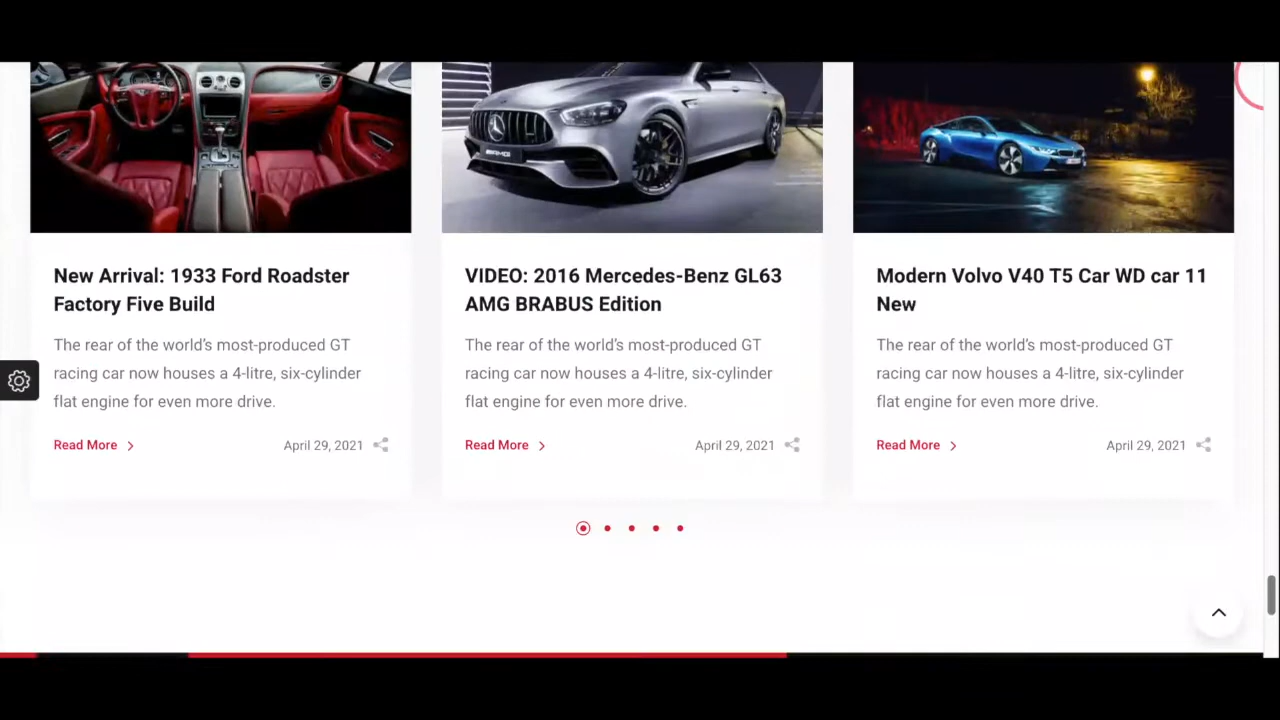 AMG
New Arrival: 1933 Ford Roadster
Factory Five Build
The rear of the world’s most-produced GT
racing car now houses a 4-litre, six-cylinder
flat engine for even more drive.
Read More
April 29, 2021
VIDEO: 2016 Mercedes-Benz GL63
AMG BRABUS Edition
The rear of the world’s most-produced GT
racing car now houses a 4-litre, six-cylinder
flat engine for even more drive.
Read More
April 29, 2021
Modern Volvo V40 T5 Car WD car 11
New
The rear of the world’s most-produced GT
racing car now houses a 4-litre, six-cylinder
flat engine for even more drive.
Read More
April 29, 2021